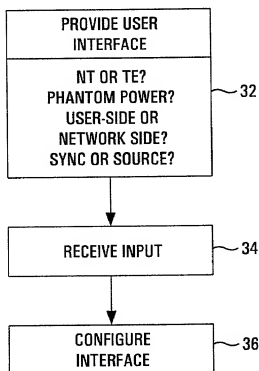 PROVIDE USER
INTERFACE
NT OR TE?
PHANTOM POWER?
USER-SIDE OR
NETWORK SIDE?
SYNC OR SOURCE?
32
RECEIVE INPUT
34
CONFIGURE
INTERFACE
36